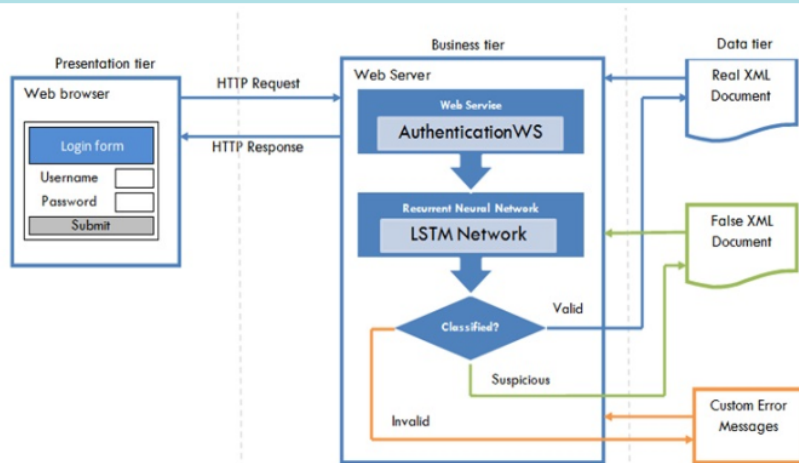 Presentation tier
Business tier
Data tier
Web browser
Login form
Username
Password
Submit
HTTP Request
HTTP Response
Web Server
Web Service
AuthenticationWS
Recurrent Neural Network
LSTM Network
Classified?
Valid
Suspicious
Invalid
Real XML
Document
False XML
Document
Custom Error
Messages